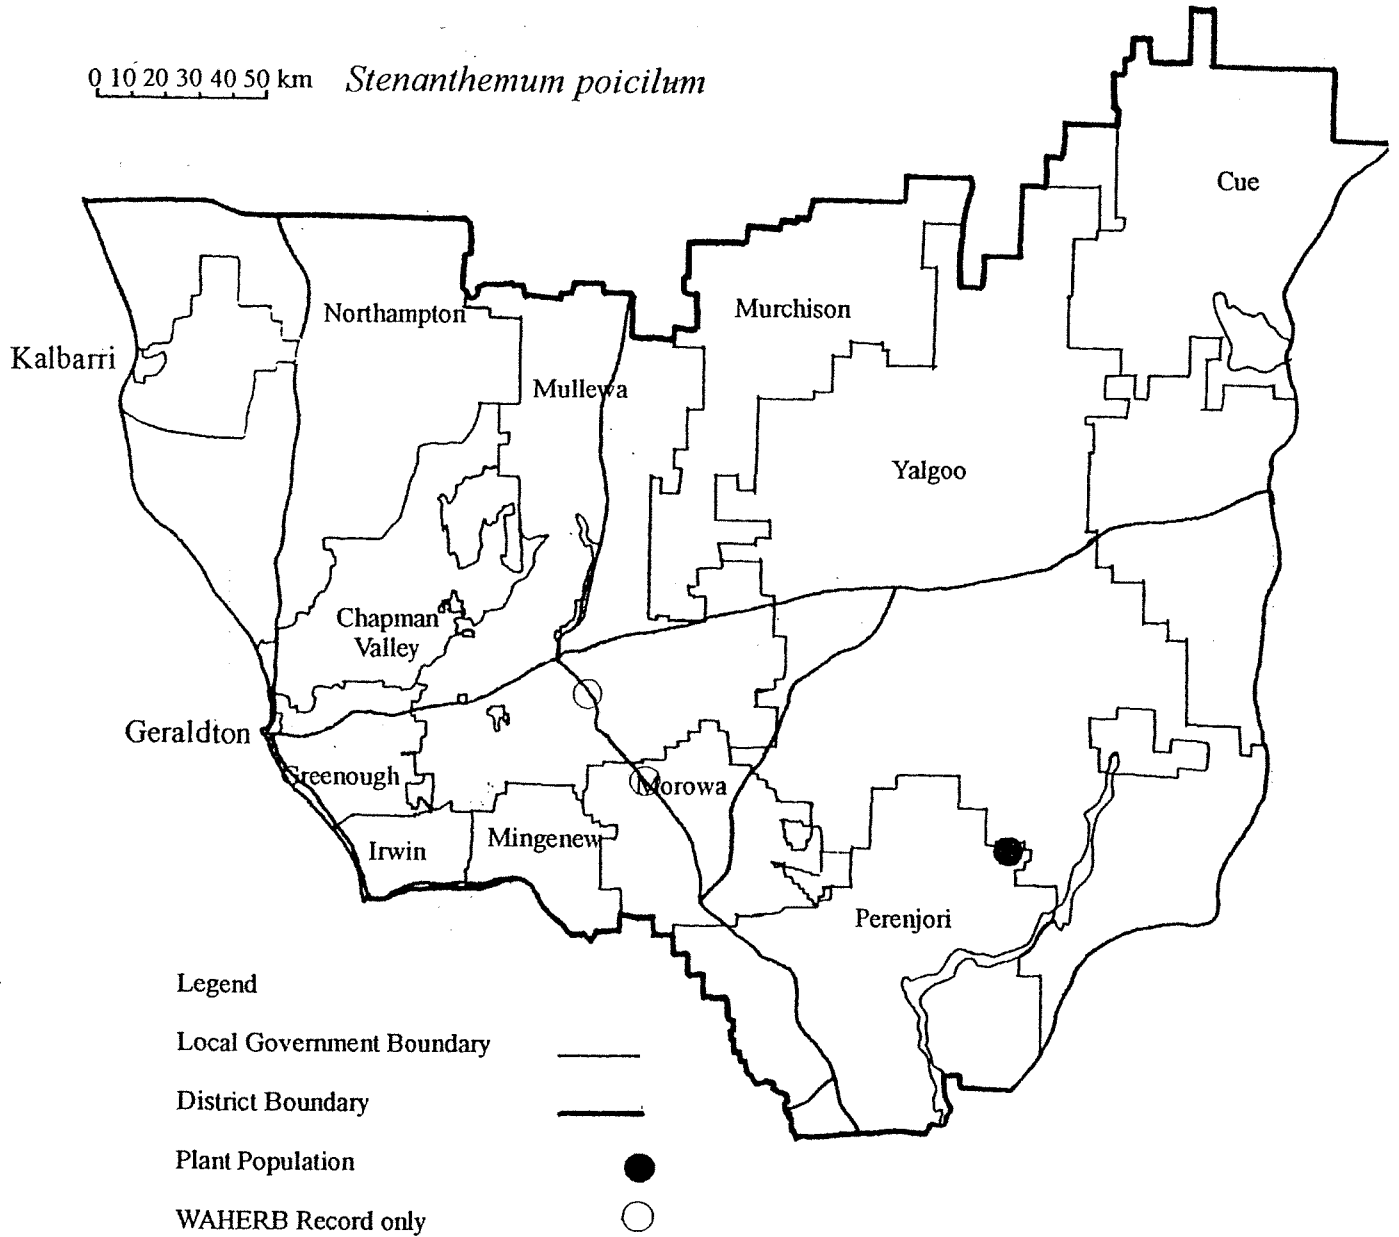 0 10 20 30 40 50 km
Stenanthemum poicilum
Cue
Northampton
Murchison
Kalbarri
Mullewa
Yalgoo
Chapman
Valley
Geraldton
Greenough
Morowa
Irwin
Mingenew
Perenjori
Legend
Local Government Boundary
District Boundary
Plant Population
WAHERB Record only